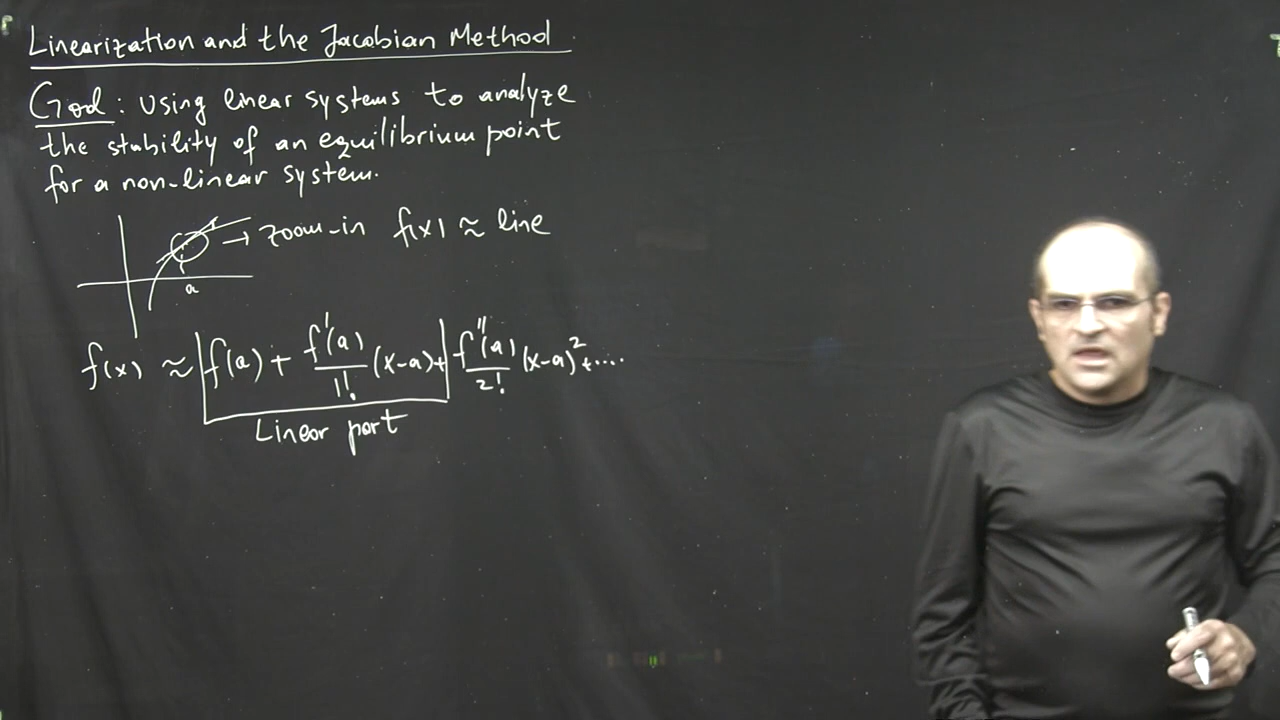 Linearization and the Jacobian Method
Goal: Using linear systems to analyze
the stability of an equilibrium point
for a non-linear system.
→ zoom-in f(x) ≈ line
a
f(x) ≈ f(a) + f'(a)/1! (x-a) + f''(a)/2! (x-a)² + ....
Linear part